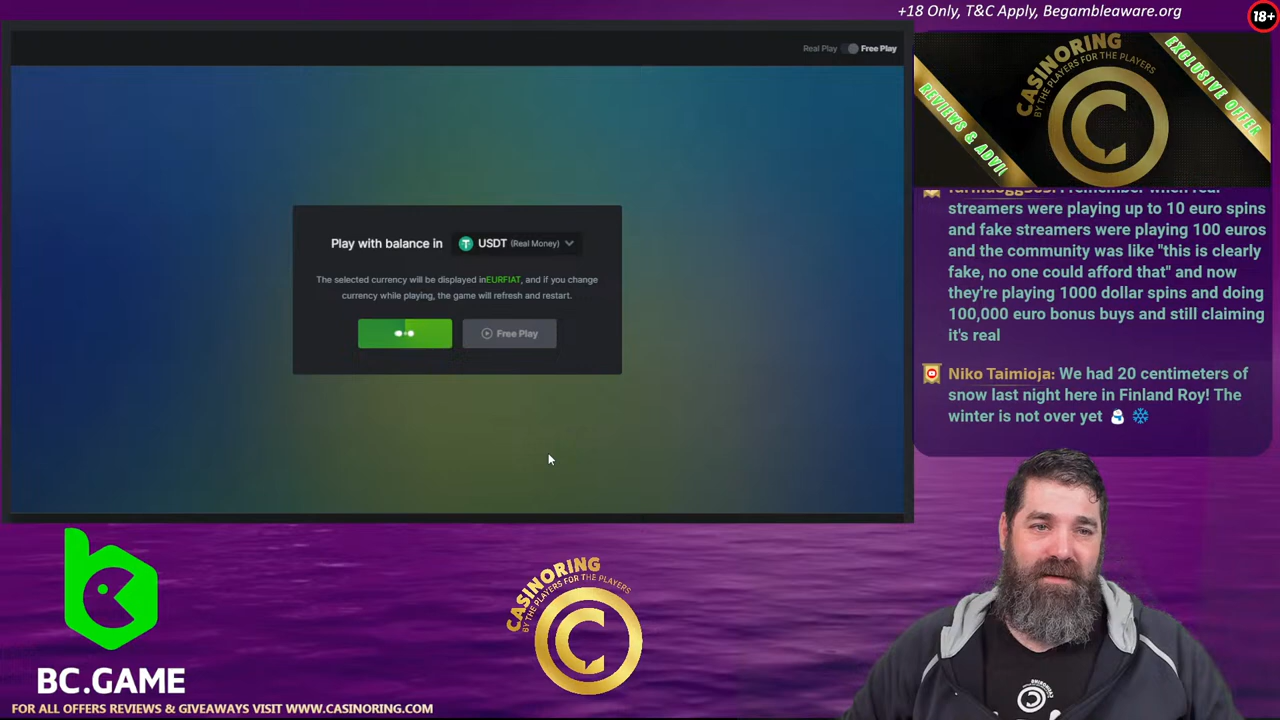 +18 Only, T&C Apply, Begambleaware.org
18+
Real Play
Free Play
CASINORING
BY THE PLAYERS FOR THE PLAYERS
EXCLUSIVE OFFER
REVIEWS & ADVI
Play with balance in
USDT (Real Money)
The selected currency will be displayed inEURFIAT, and if you change
currency while playing, the game will refresh and restart.
Free Play
I remember when real
streamers were playing up to 10 euro spins
and fake streamers were playing 100 euros
and the community was like "this is clearly
fake, no one could afford that" and now
they're playing 1000 dollar spins and doing
100,000 euro bonus buys and still claiming
it's real
Niko Taimioja: We had 20 centimeters of
snow last night here in Finland Roy! The
winter is not over yet ⛄ ❄
BC.GAME
CASINORING
BY THE PLAYERS FOR THE PLAYERS
CASINORING
FOR ALL OFFERS REVIEWS & GIVEAWAYS VISIT WWW.CASINORING.COM